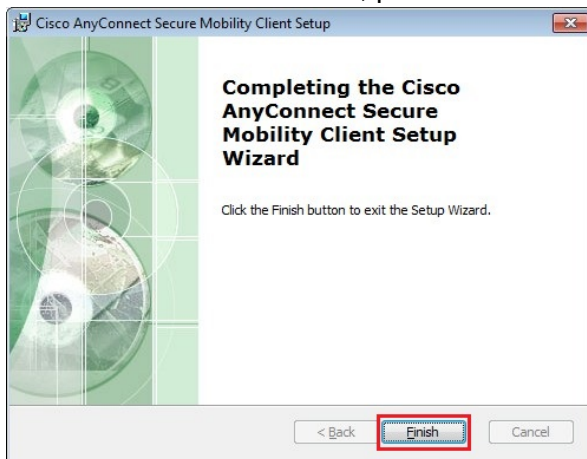 Cisco AnyConnect Secure Mobility Client Setup
Completing the Cisco
AnyConnect Secure
Mobility Client Setup
Wizard
Click the Finish button to exit the Setup Wizard.
< Back Finish Cancel